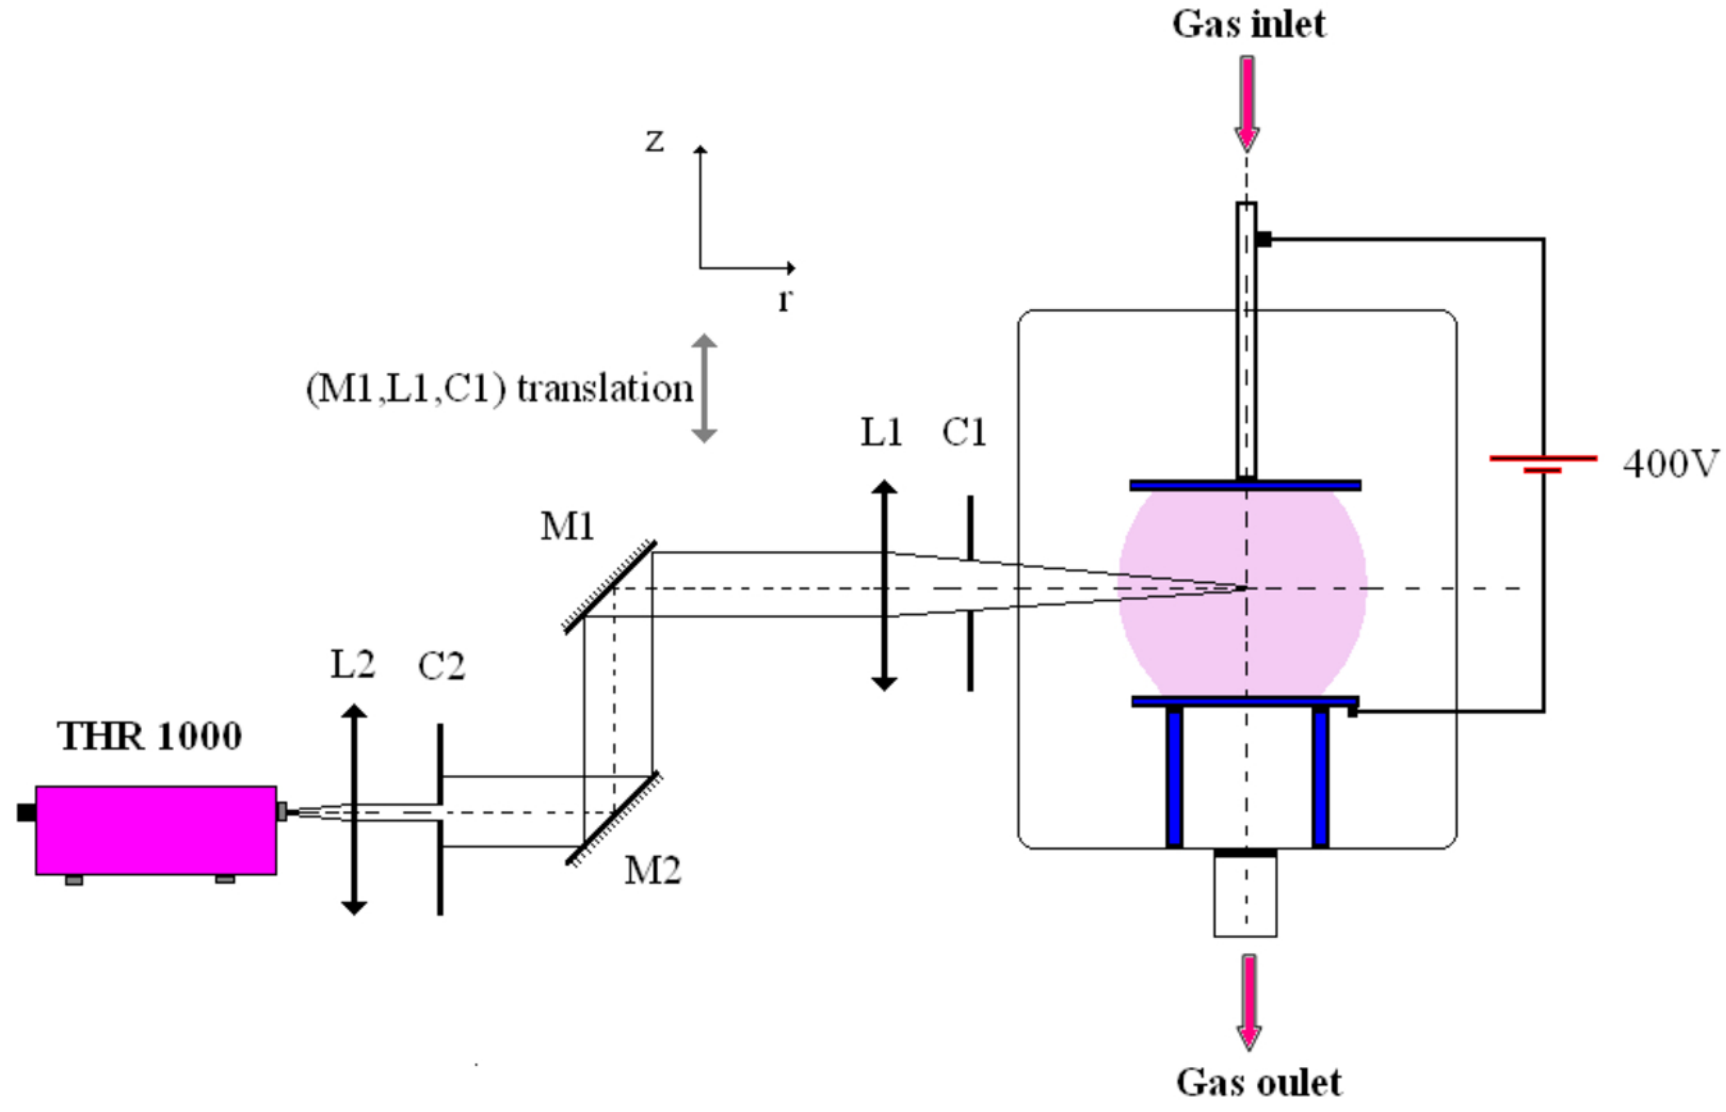 Gas inlet
z
r
(M1,L1,C1) translation
L1
C1
400V
M1
L2
C2
THR 1000
M2
Gas oulet